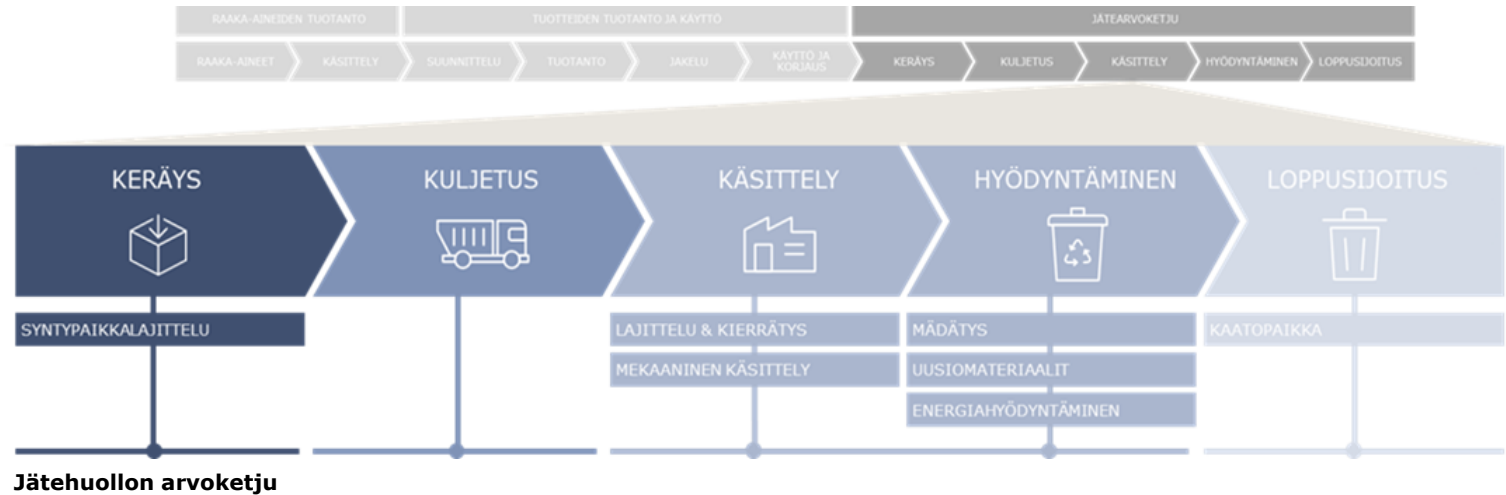 RAAKA-AINEIDEN TUOTANTO
TUOTTEIDEN TUOTANTO JA KÄYTTÖ
JÄTEARVOKETJU
RAAKA-AINEET
KÄSITTELY
SUUNNITTELU
TUOTANTO
JAKELU
KÄYTTÖ JA
KORJAUS
KERÄYS
KULJETUS
KÄSITTELY
HYÖDYNTÄMINEN
LOPPUSIJOITUS
KERÄYS
KULJETUS
KÄSITTELY
HYÖDYNTÄMINEN
LOPPUSIJOITUS
SYNTYPAIKKALAJITTELU
LAJITTELU & KIERRÄTYS
MÄDÄTYS
KAATOPAIKKA
MEKAANINEN KÄSITTELY
UUSIOMATERIAALIT
ENERGIAHYÖDYNTÄMINEN
Jätehuollon arvoketju